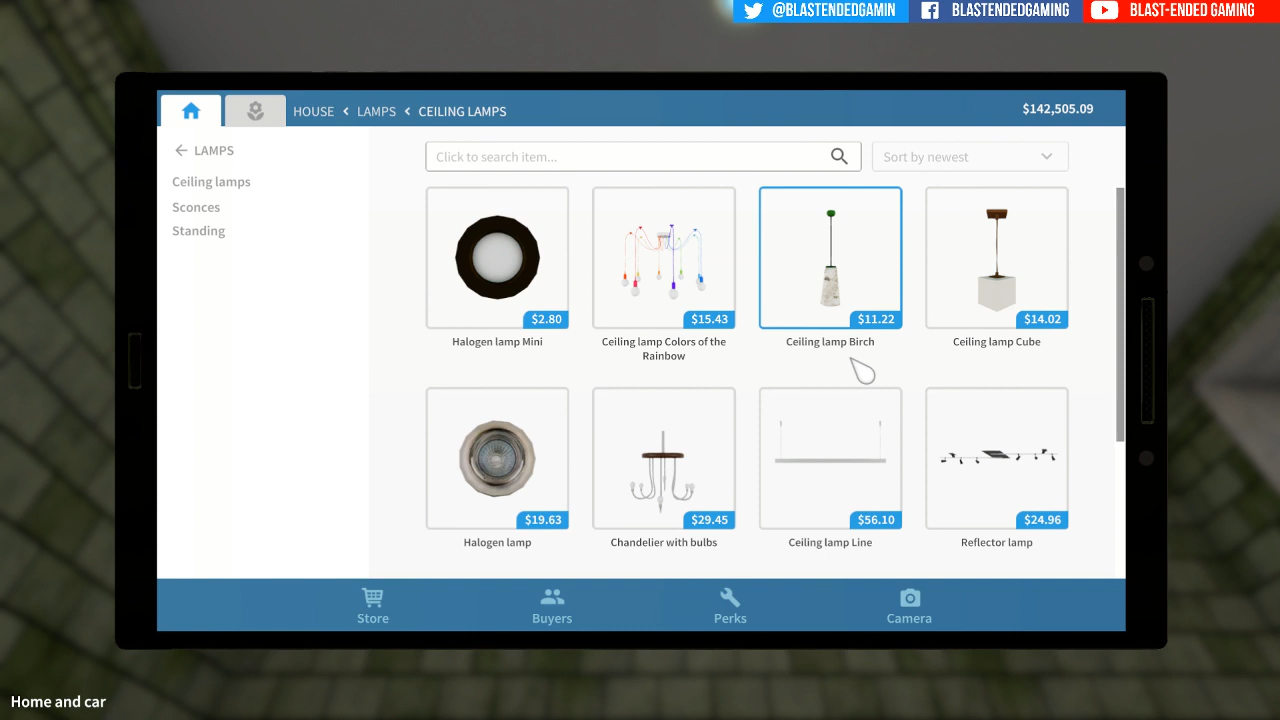 @BLASTENDEDGAMIN BLASTENDEDGAMING BLAST-ENDED GAMING
HOUSE < LAMPS < CEILING LAMPS $142,505.09
LAMPS
Ceiling lamps
Sconces
Standing
Click to search item...
Sort by newest
$2.80 $15.43 $11.22 $14.02
Halogen lamp Mini
Ceiling lamp Colors of the
Rainbow
Ceiling lamp Birch
Ceiling lamp Cube
$19.63 $29.45 $56.10 $24.96
Halogen lamp
Chandelier with bulbs
Ceiling lamp Line
Reflector lamp
Store Buyers Perks Camera
Home and car